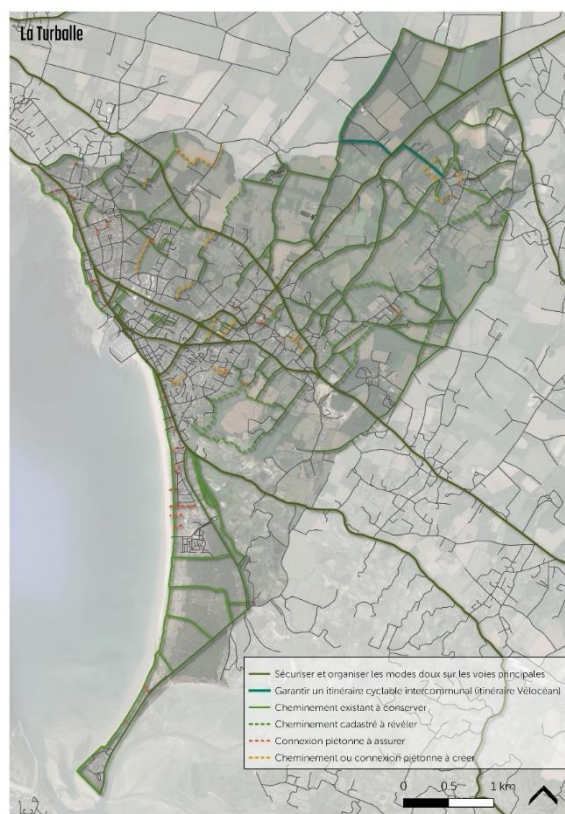 La Turballe
Sécuriser et organiser les modes doux sur les voies principales
Garantir un itinéraire cyclable intercommunal (itinéraire Vélocéan)
Cheminement existant à conserver
Cheminement cadastré à révéler
Connexion piétonne à assurer
Cheminement ou connexion piétonne à créer
0 0.5 1 km